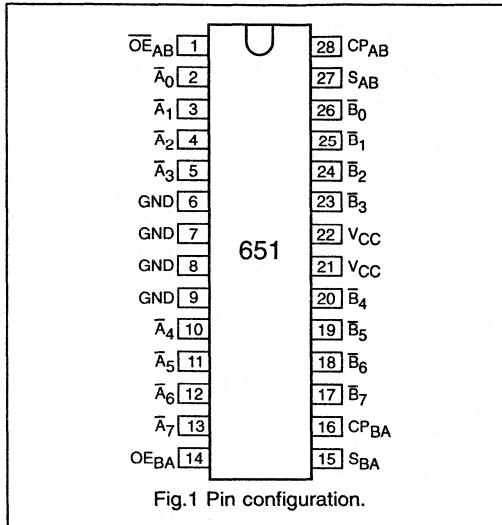 O̅E̅AB 1 28 CPAB
A̅0 2 27 SAB
A̅1 3 26 B̅0
A̅2 4 25 B̅1
A̅3 5 24 B̅2
GND 6 23 B̅3
GND 7 22 VCC
651
GND 8 21 VCC
GND 9 20 B̅4
A̅4 10 19 B̅5
A̅5 11 18 B̅6
A̅6 12 17 B̅7
A̅7 13 16 CPBA
OEBA 14 15 SBA
Fig.1 Pin configuration.